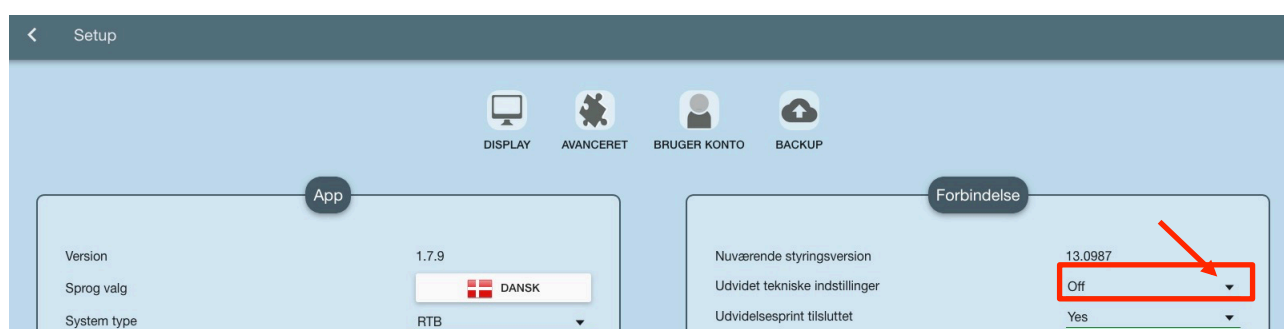 Setup
DISPLAY AVANCERET BRUGER KONTO BACKUP
App
Version 1.7.9
Sprog valg DANSK
System type RTB
Forbindelse
Nuværende styringsversion 13.0987
Udvidet tekniske indstillinger Off
Udvidelsesprint tilsluttet Yes